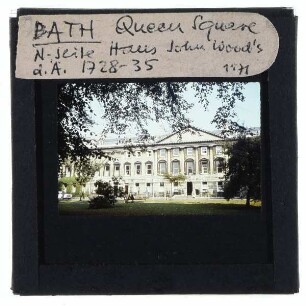 BATH Queen Square
N-Seite Haus John Wood's
d.Ä. 1728-35
1971